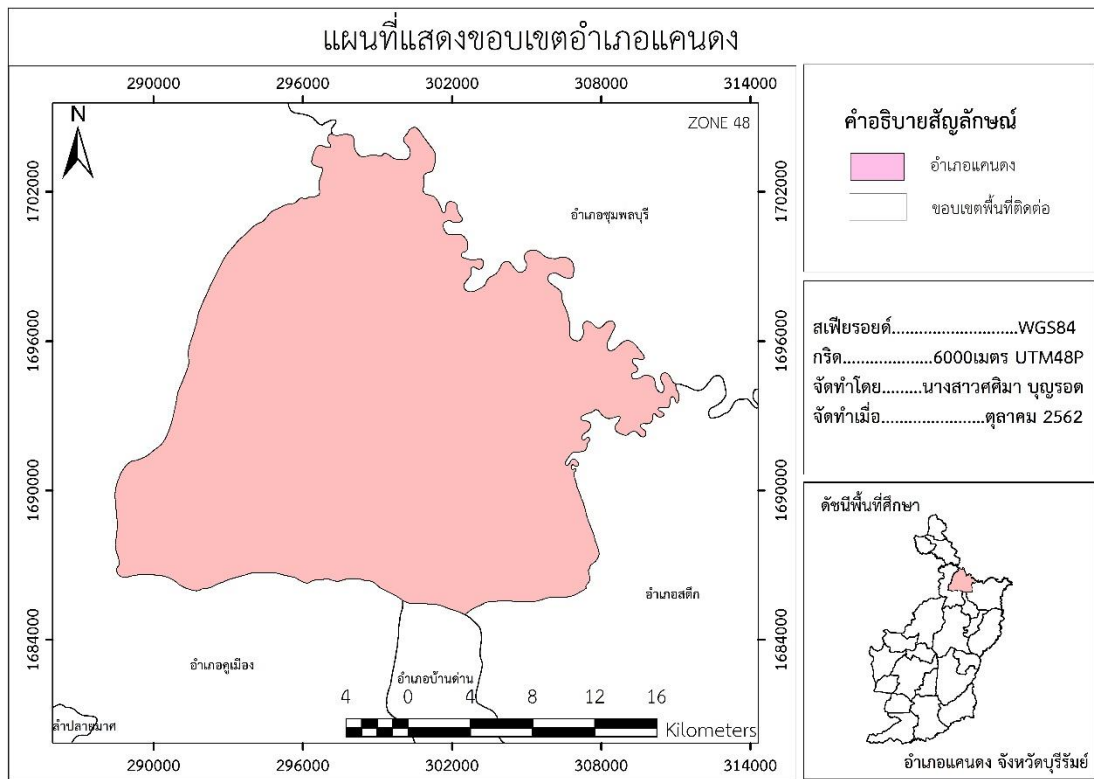 แผนที่แสดงขอบเขตอำเภอแคนดง
290000 296000 302000 308000 314000
N
ZONE 48
1702000 1702000
1696000 1696000
1690000 1690000
1684000 1684000
อำเภอชุมพลบุรี
อำเภอสตึก
อำเภอคูเมือง
อำเภอบ้านด่าน
ลำปลายมาศ
4 0 4 8 12 16
Kilometers
290000 296000 302000 308000 314000
คำอธิบายสัญลักษณ์
อำเภอแคนดง
ขอบเขตพื้นที่ติดต่อ
สเฟียรอยด์...........................WGS84
กริด...................6000เมตร UTM48P
จัดทำโดย.........นางสาวศศิมา บุญรอด
จัดทำเมื่อ.......................ตุลาคม 2562
ดัชนีพื้นที่ศึกษา
อำเภอแคนดง จังหวัดบุรีรัมย์